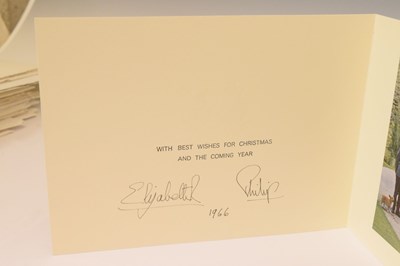 WITH BEST WISHES FOR CHRISTMAS
AND THE COMING YEAR
Elizabeth R Philip
1966